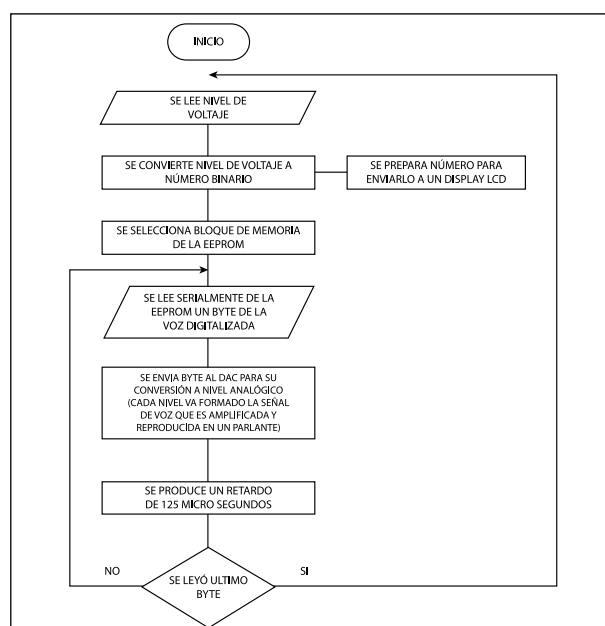 INICIO
SE LEE NIVEL DE
VOLTAJE
SE CONVIERTE NIVEL DE VOLTAJE A
NÚMERO BINARIO
SE PREPARA NÚMERO PARA
ENVIARLO A UN DISPLAY LCD
SE SELECCIONA BLOQUE DE MEMORIA
DE LA EEPROM
SE LEE SERIALMENTE DE LA
EEPROM UN BYTE DE LA
VOZ DIGITALIZADA
SE ENVIA BYTE AL DAC PARA SU
CONVERSIÓN A NIVEL ANALÓGICO
(CADA NIVEL VA FORMADO LA SEÑAL
DE VOZ QUE ES AMPLIFICADA Y
REPRODUCÍDA EN UN PARLANTE)
SE PRODUCE UN RETARDO
DE 125 MICRO SEGUNDOS
NO
SI
SE LEYÓ ULTIMO
BYTE